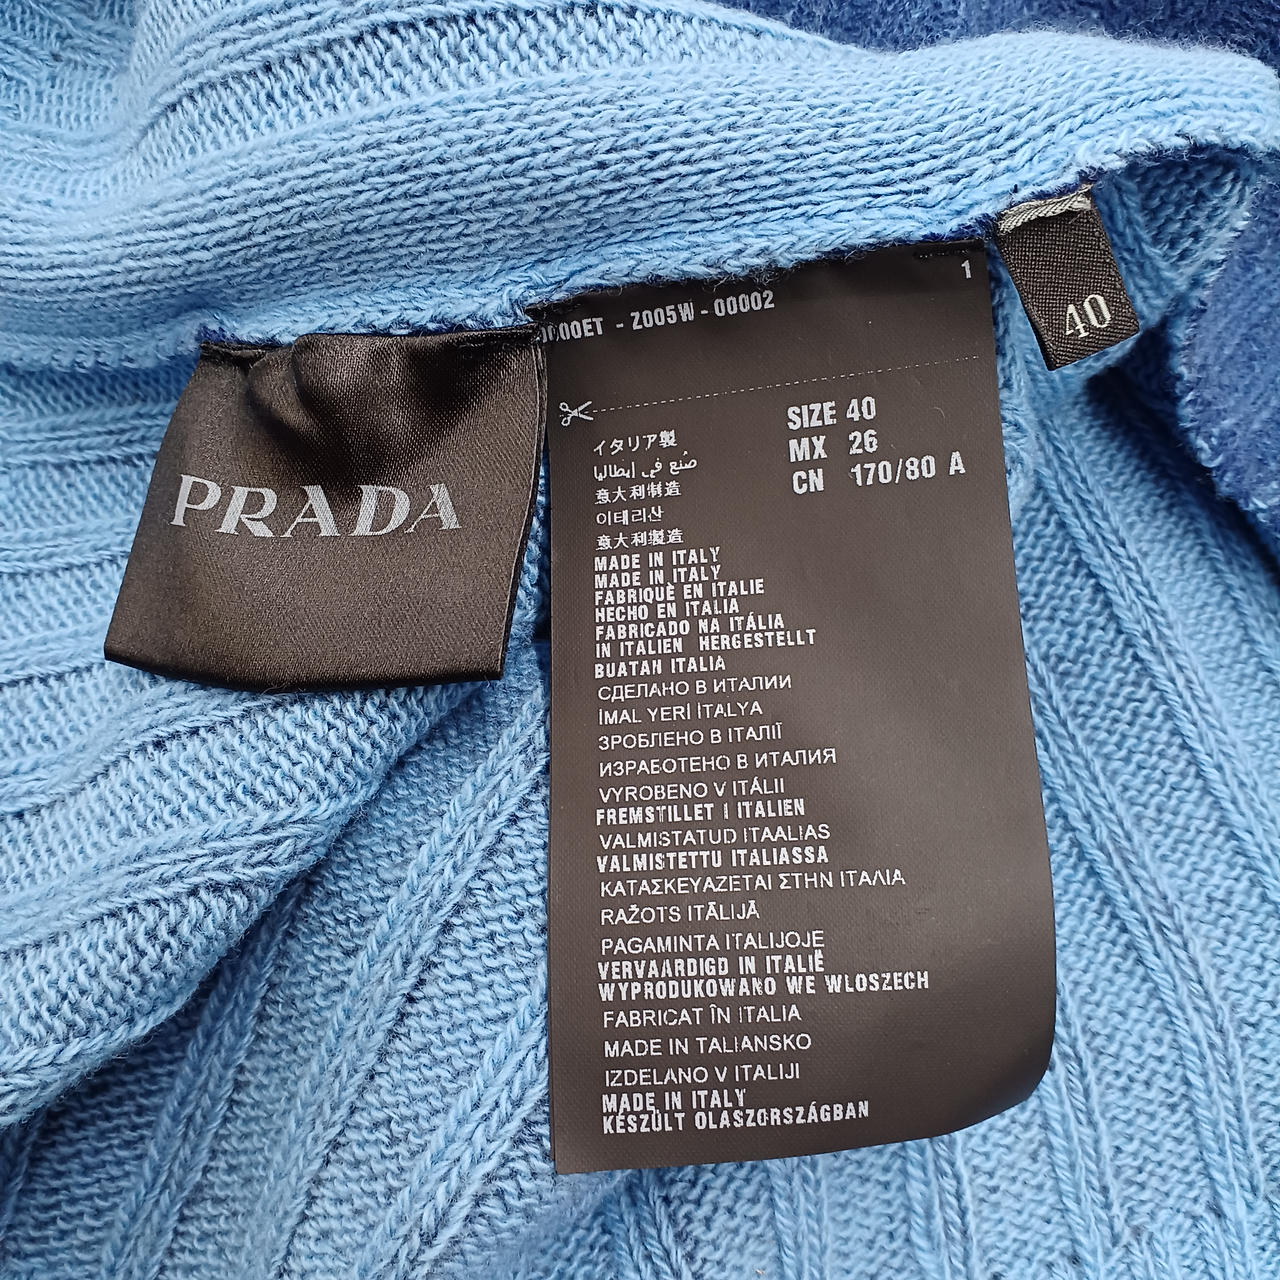 PRADA
1
- Z005W - 00002
SIZE 40
MX 26
CN 170/80 A
イタリア製
صُنع في إيطاليا
意大利制造
이태리산
意大利製造
MADE IN ITALY
MADE IN ITALY
FABRIQUÈ EN ITALIE
HECHO EN ITALIA
FABRICADO NA ITÁLIA
IN ITALIEN HERGESTELLT
BUATAN ITALIA
СДЕЛАНО В ИТАЛИИ
İMAL YERİ İTALYA
ЗРОБЛЕНО В ІТАЛІЇ
ИЗРАБОТЕНО В ИТАЛИЯ
VYROBENO V ITÁLII
FREMSTILLET I ITALIEN
VALMISTATUD ITAALIAS
VALMISTETTU ITALIASSA
ΚΑΤΑΣΚΕΥΑΖΕΤΑΙ ΣΤΗΝ ΙΤΑΛΙΑ
RAŽOTS ITĀLIJĀ
PAGAMINTA ITALIJOJE
VERVAARDIGD IN ITALIË
WYPRODUKOWANO WE WLOSZECH
FABRICAT ÎN ITALIA
MADE IN TALIANSKO
IZDELANO V ITALIJI
MADE IN ITALY
KÉSZÜLT OLASZORSZÁGBAN
40